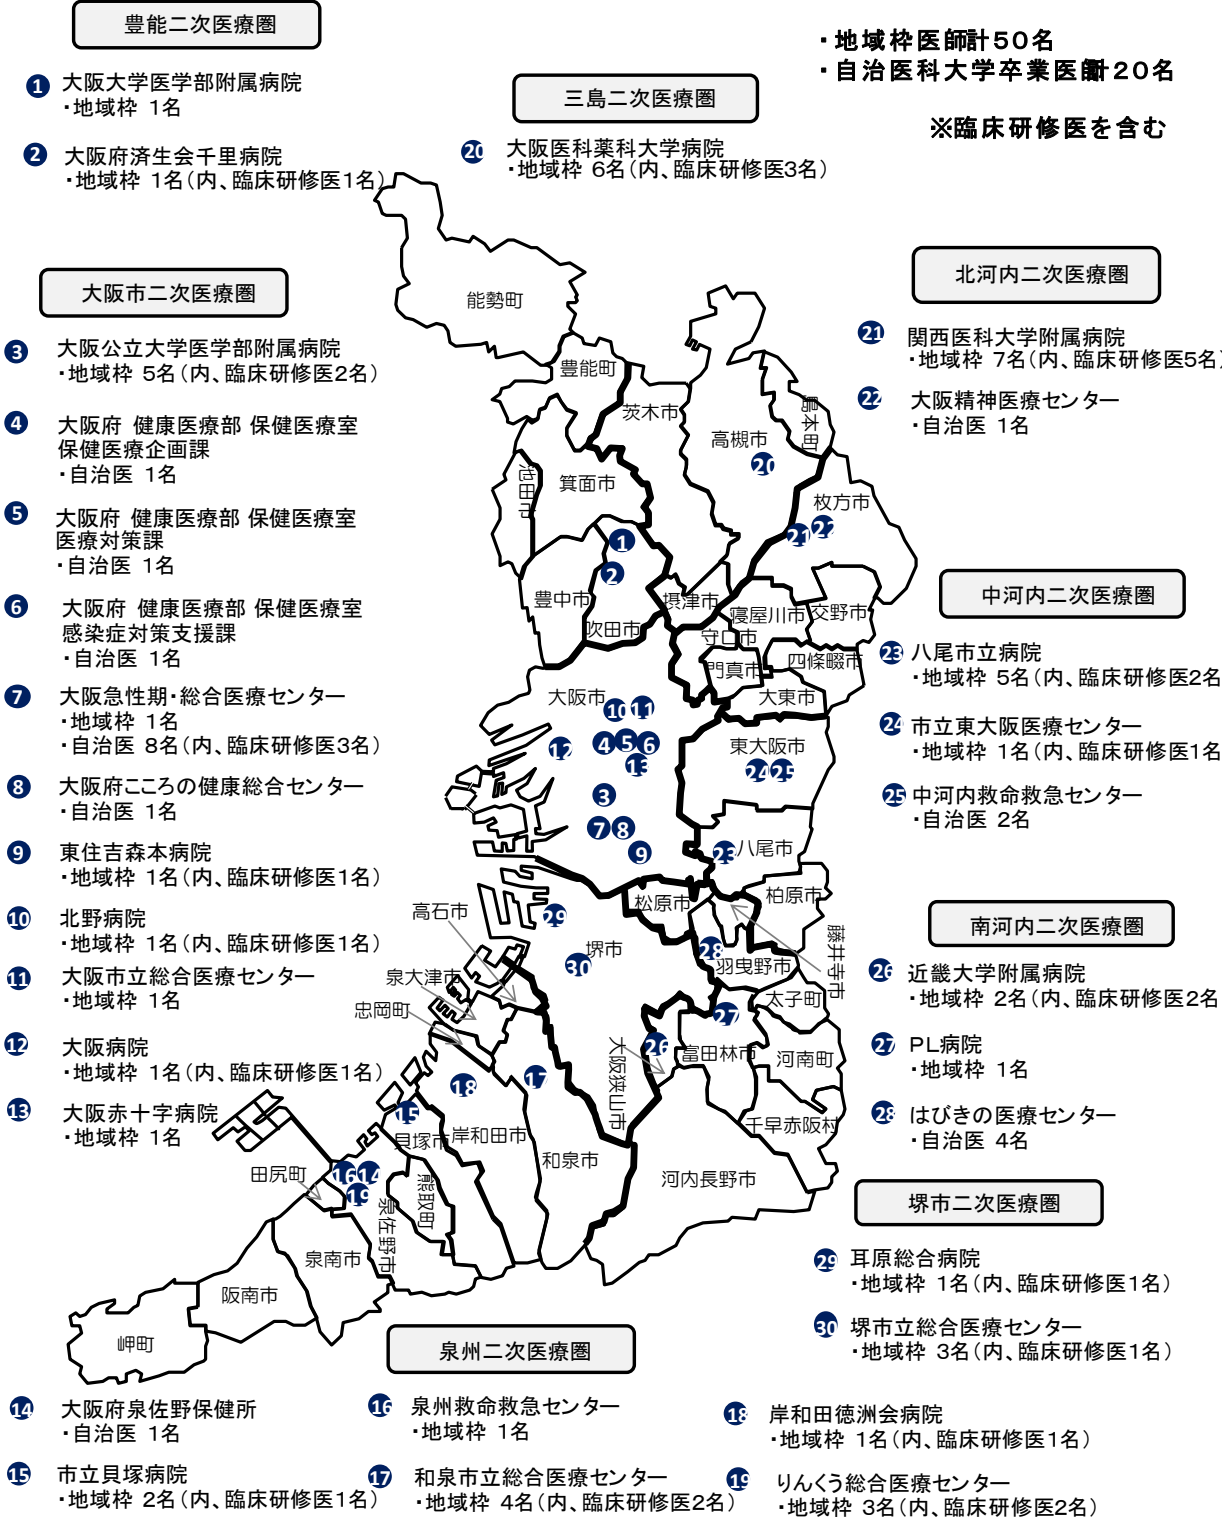 豊能二次医療圏
1 大阪大学医学部附属病院
・地域枠 1名
2 大阪府済生会千里病院
・地域枠 1名(内、臨床研修医1名)
三島二次医療圏
20 大阪医科薬科大学病院
・地域枠 6名(内、臨床研修医3名)
・地域枠医師計50名
・自治医科大学卒業医師計20名
※臨床研修医を含む
大阪市二次医療圏
3 大阪公立大学医学部附属病院
・地域枠 5名(内、臨床研修医2名)
4 大阪府 健康医療部 保健医療室
保健医療企画課
・自治医 1名
5 大阪府 健康医療部 保健医療室
医療対策課
・自治医 1名
6 大阪府 健康医療部 保健医療室
感染症対策支援課
・自治医 1名
7 大阪急性期・総合医療センター
・地域枠 1名
・自治医 8名(内、臨床研修医3名)
8 大阪府こころの健康総合センター
・自治医 1名
9 東住吉森本病院
・地域枠 1名(内、臨床研修医1名)
10 北野病院
・地域枠 1名(内、臨床研修医1名)
11 大阪市立総合医療センター
・地域枠 1名
12 大阪病院
・地域枠 1名(内、臨床研修医1名)
13 大阪赤十字病院
・地域枠 1名
北河内二次医療圏
21 関西医科大学附属病院
・地域枠 7名(内、臨床研修医5名)
22 大阪精神医療センター
・自治医 1名
中河内二次医療圏
23 八尾市立病院
・地域枠 5名(内、臨床研修医2名
24 市立東大阪医療センター
・地域枠 1名(内、臨床研修医1名
25 中河内救命救急センター
・自治医 2名
南河内二次医療圏
26 近畿大学附属病院
・地域枠 2名(内、臨床研修医2名
27 PL病院
・地域枠 1名
28 はびきの医療センター
・自治医 4名
堺市二次医療圏
29 耳原総合病院
・地域枠 1名(内、臨床研修医1名)
30 堺市立総合医療センター
・地域枠 3名(内、臨床研修医1名)
泉州二次医療圏
14 大阪府泉佐野保健所
・自治医 1名
15 市立貝塚病院
・地域枠 2名(内、臨床研修医1名)
16 泉州救命救急センター
・地域枠 1名
17 和泉市立総合医療センター
・地域枠 4名(内、臨床研修医2名)
18 岸和田徳洲会病院
・地域枠 1名(内、臨床研修医1名)
19 りんくう総合医療センター
・地域枠 3名(内、臨床研修医2名)
能勢町
豊能町
茨木市
高槻市
20
島本町
池田市
箕面市
枚方市
21 22
1
2
豊中市
吹田市
摂津市
寝屋川市
交野市
守口市
門真市
四條畷市
大東市
大阪市
10 11
12 4 5 6
13
東大阪市
24 25
3
7 8
9
23 八尾市
柏原市
松原市
高石市
29
堺市
30
28
羽曳野市
藤井寺市
泉大津市
忠岡町
太子町
27
26
大阪狭山市
富田林市
河南町
17
18
15
貝塚市
岸和田市
和泉市
千早赤阪村
河内長野市
田尻町
16 14
19
熊取町
泉佐野市
泉南市
阪南市
岬町